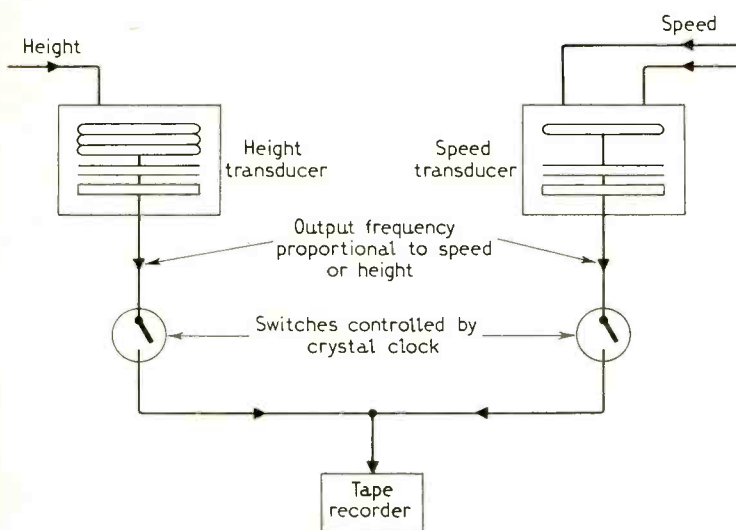 Height
Speed
Height
transducer
Speed
transducer
Output frequency
proportional to speed
or height
Switches controlled by
crystal clock
Tape
recorder